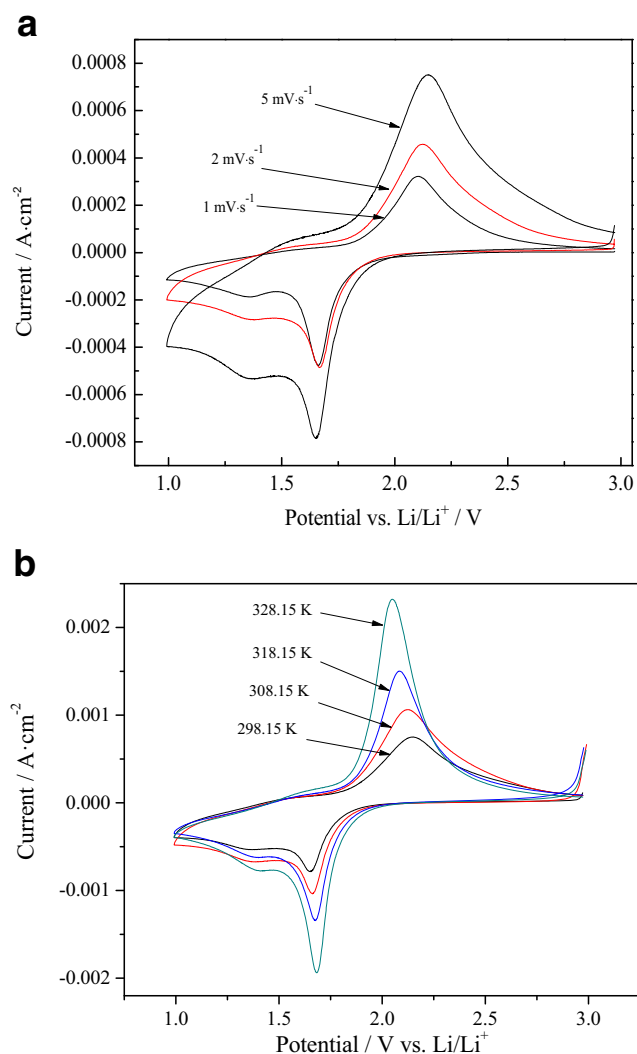 a
0.0008
0.0006
0.0004
0.0002
0.0000
-0.0002
-0.0004
-0.0006
-0.0008
Current / A·cm⁻²
5 mV·s⁻¹
2 mV·s⁻¹
1 mV·s⁻¹
1.0 1.5 2.0 2.5 3.0
Potential vs. Li/Li⁺ / V
b
0.002
0.001
0.000
-0.001
-0.002
Current / A·cm⁻²
328.15 K
318.15 K
308.15 K
298.15 K
1.0 1.5 2.0 2.5 3.0
Potential / V vs. Li/Li⁺